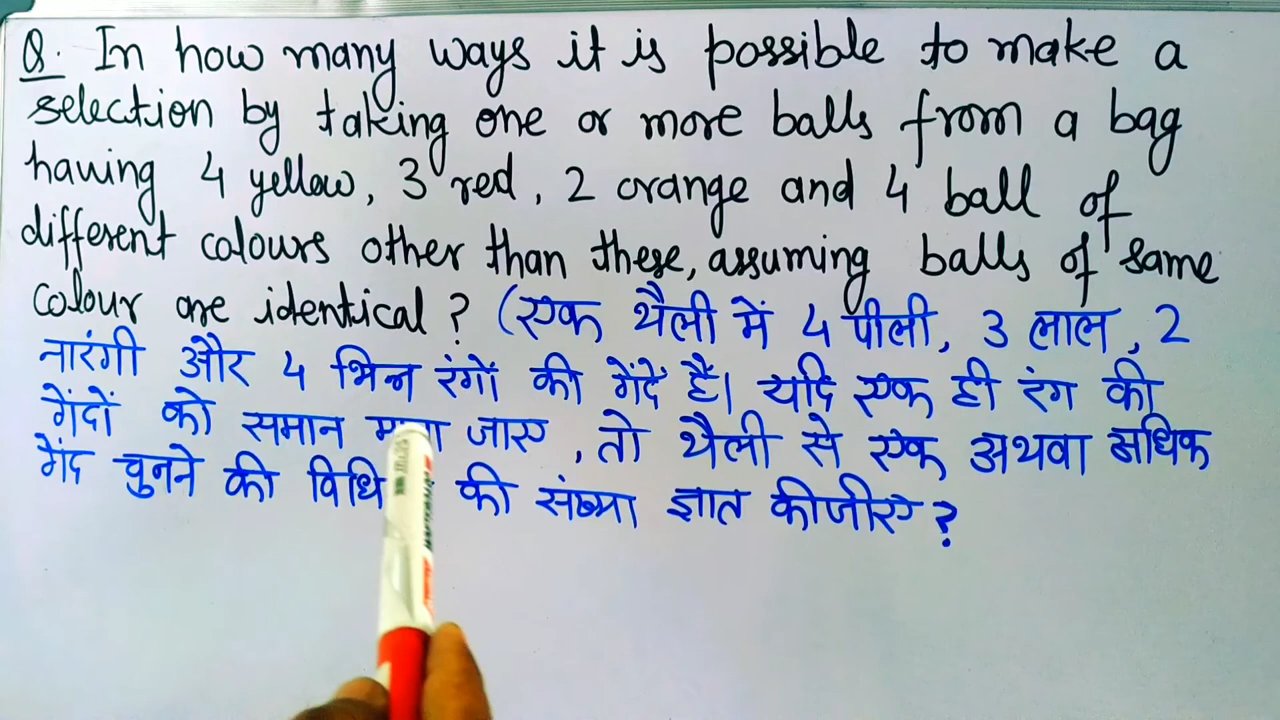 Q. In how many ways it is possible to make a
selection by taking one or more balls from a bag
having 4 yellow, 3 red, 2 orange and 4 ball of
different colours other than these, assuming balls of same
colour are identical? (एक थैली में 4 पीली, 3 लाल, 2
नारंगी और 4 भिन्न रंगों की गेंदें हैं। यदि एक ही रंग की
गेंदों को समान जाए, तो थैली से एक अथवा अधिक
गेंद चुनने की की संख्या ज्ञात कीजीए?